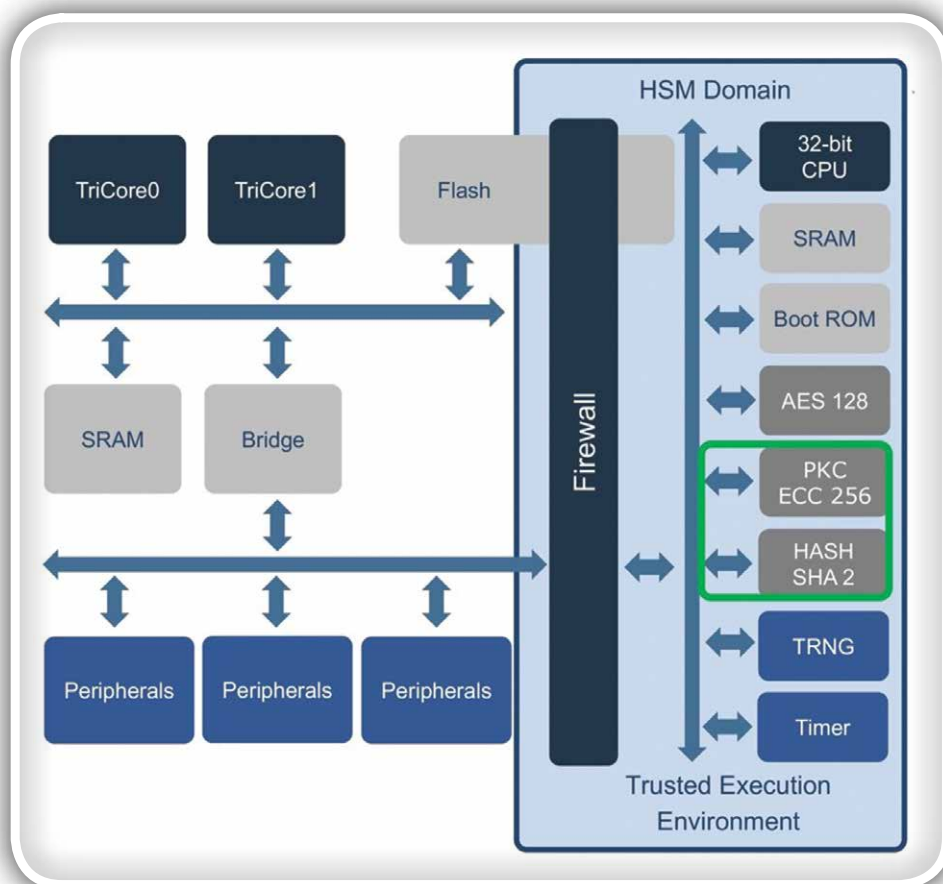 HSM Domain
TriCore0
TriCore1
Flash
32-bit
CPU
SRAM
Boot ROM
AES 128
SRAM
Bridge
Firewall
PKC
ECC 256
HASH
SHA 2
Peripherals
Peripherals
Peripherals
TRNG
Timer
Trusted Execution
Environment